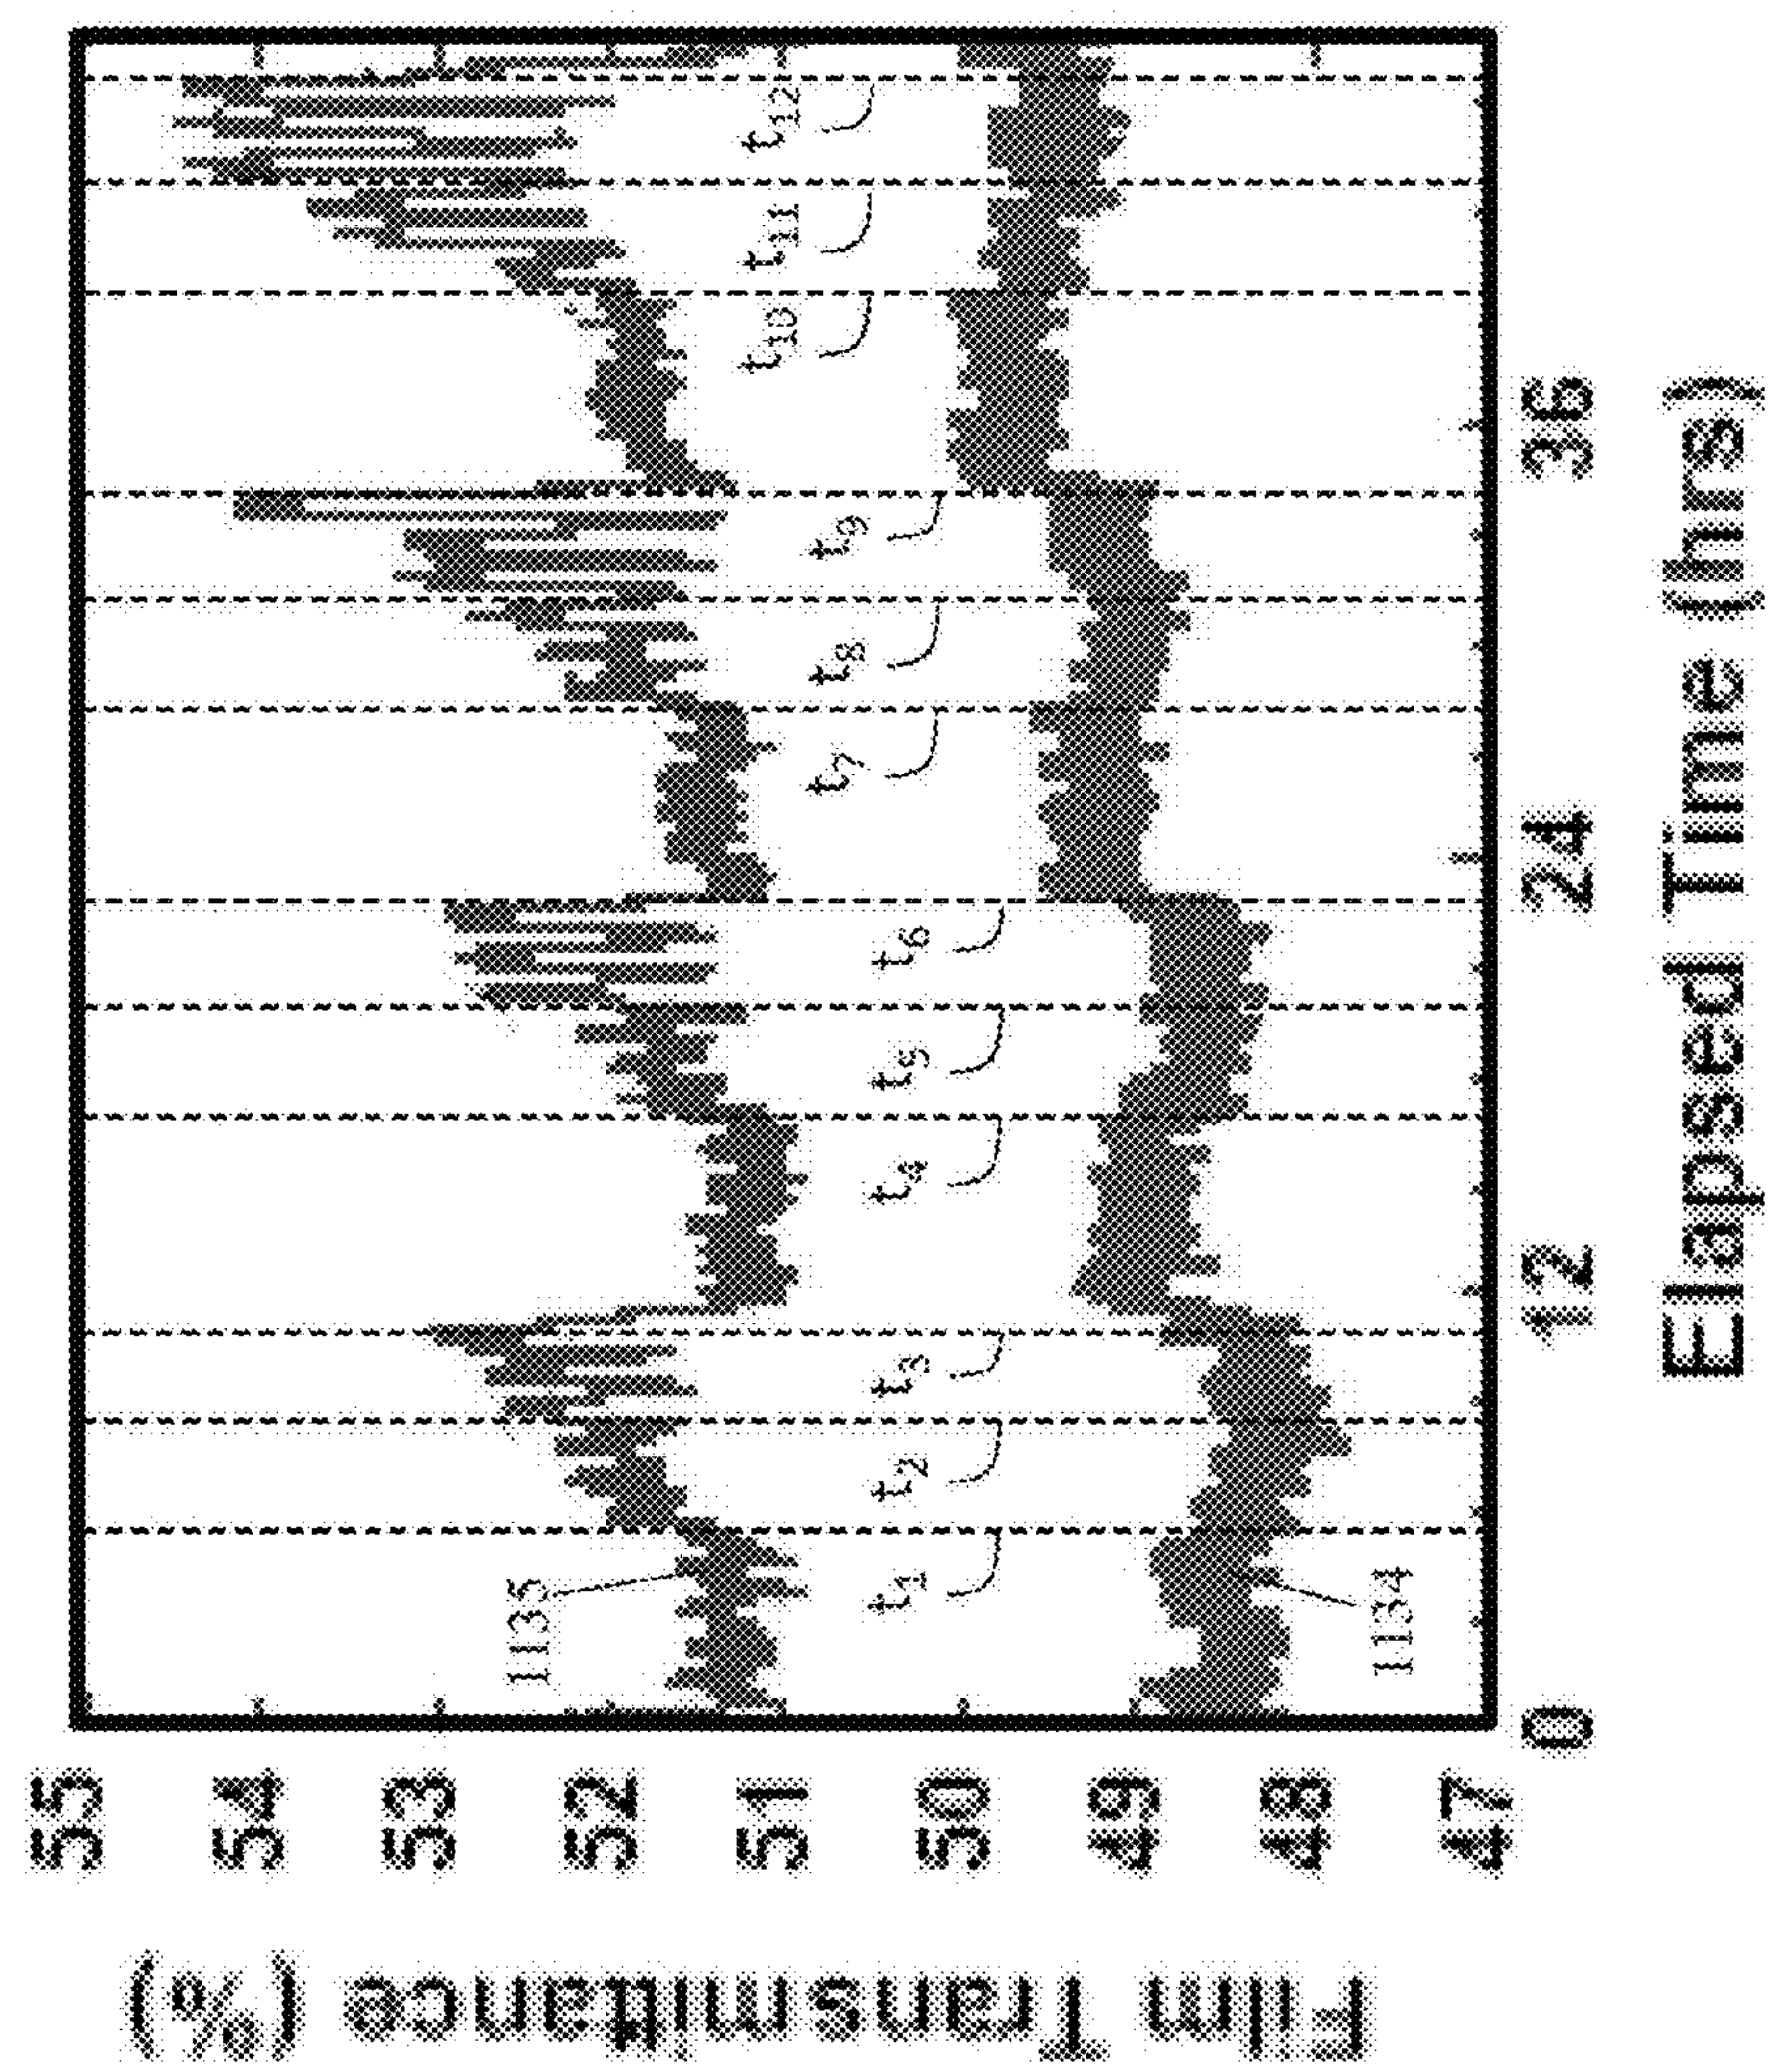 Film Transmittance (%)
55
54
53
52
51
50
49
48
47
1135
1134
t1
t2
t3
t4
t5
t6
t7
t8
t9
t10
t11
t12
0
12
24
36
Elapsed Time (hrs)